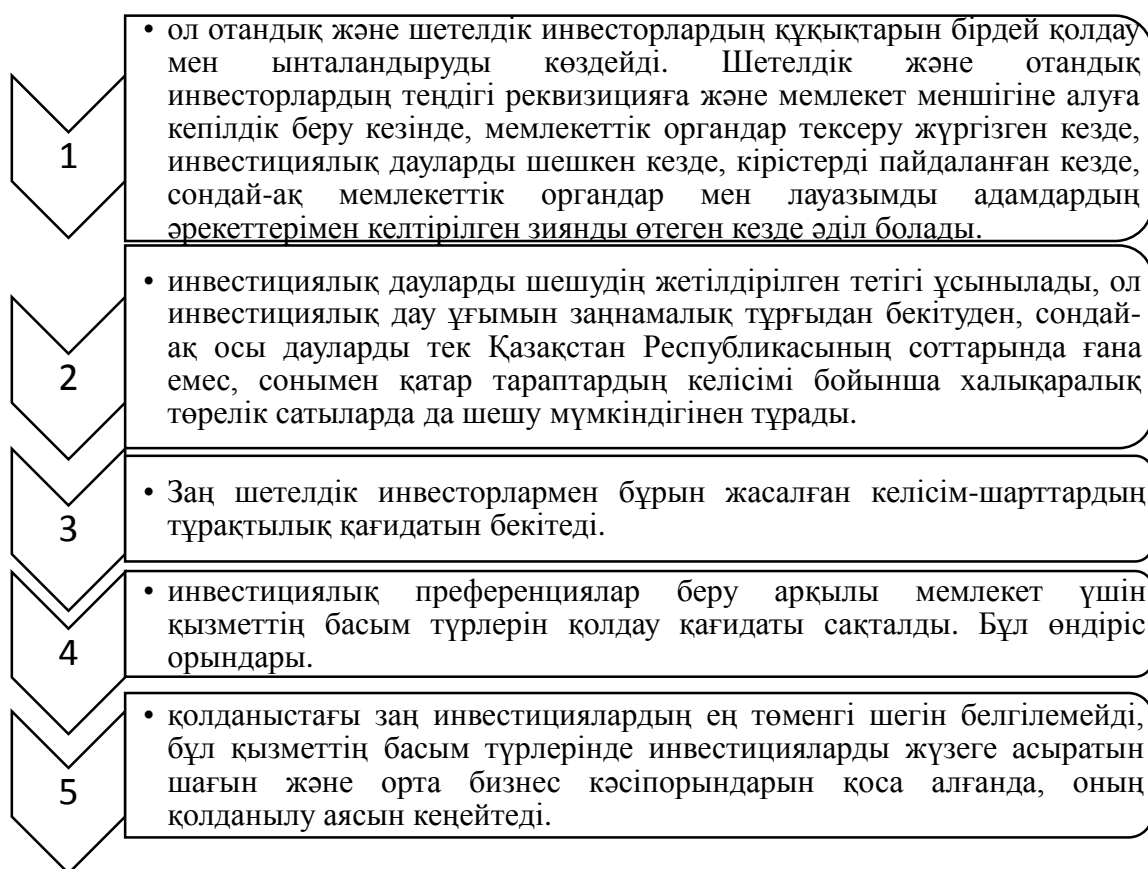 1
• ол отандық және шетелдік инвесторлардың құқықтарын бірдей қолдау
мен ынталандыруды көздейді. Шетелдік және отандық
инвесторлардың теңдігі реквизицияға және мемлекет меншігіне алуға
кепілдік беру кезінде, мемлекеттік органдар тексеру жүргізген кезде,
инвестициялық дауларды шешкен кезде, кірістерді пайдаланған кезде,
сондай-ақ мемлекеттік органдар мен лауазымды адамдардың
әрекеттерімен келтірілген зиянды өтеген кезде әділ болады.
2
• инвестициялық дауларды шешудің жетілдірілген тетігі ұсынылады, ол
инвестициялық дау ұғымын заңнамалық тұрғыдан бекітуден, сондай-
ақ осы дауларды тек Қазақстан Республикасының соттарында ғана
емес, сонымен қатар тараптардың келісімі бойынша халықаралық
төрелік сатыларда да шешу мүмкіндігінен тұрады.
3
• Заң шетелдік инвесторлармен бұрын жасалған келісім-шарттардың
тұрақтылық қағидатын бекітеді.
4
• инвестициялық преференциялар беру арқылы мемлекет үшін
қызметтің басым түрлерін қолдау қағидаты сақталды. Бұл өндіріс
орындары.
5
• қолданыстағы заң инвестициялардың ең төменгі шегін белгілемейді,
бұл қызметтің басым түрлерінде инвестицияларды жүзеге асыратын
шағын және орта бизнес кәсіпорындарын қоса алғанда, оның
қолданылу аясын кеңейтеді.